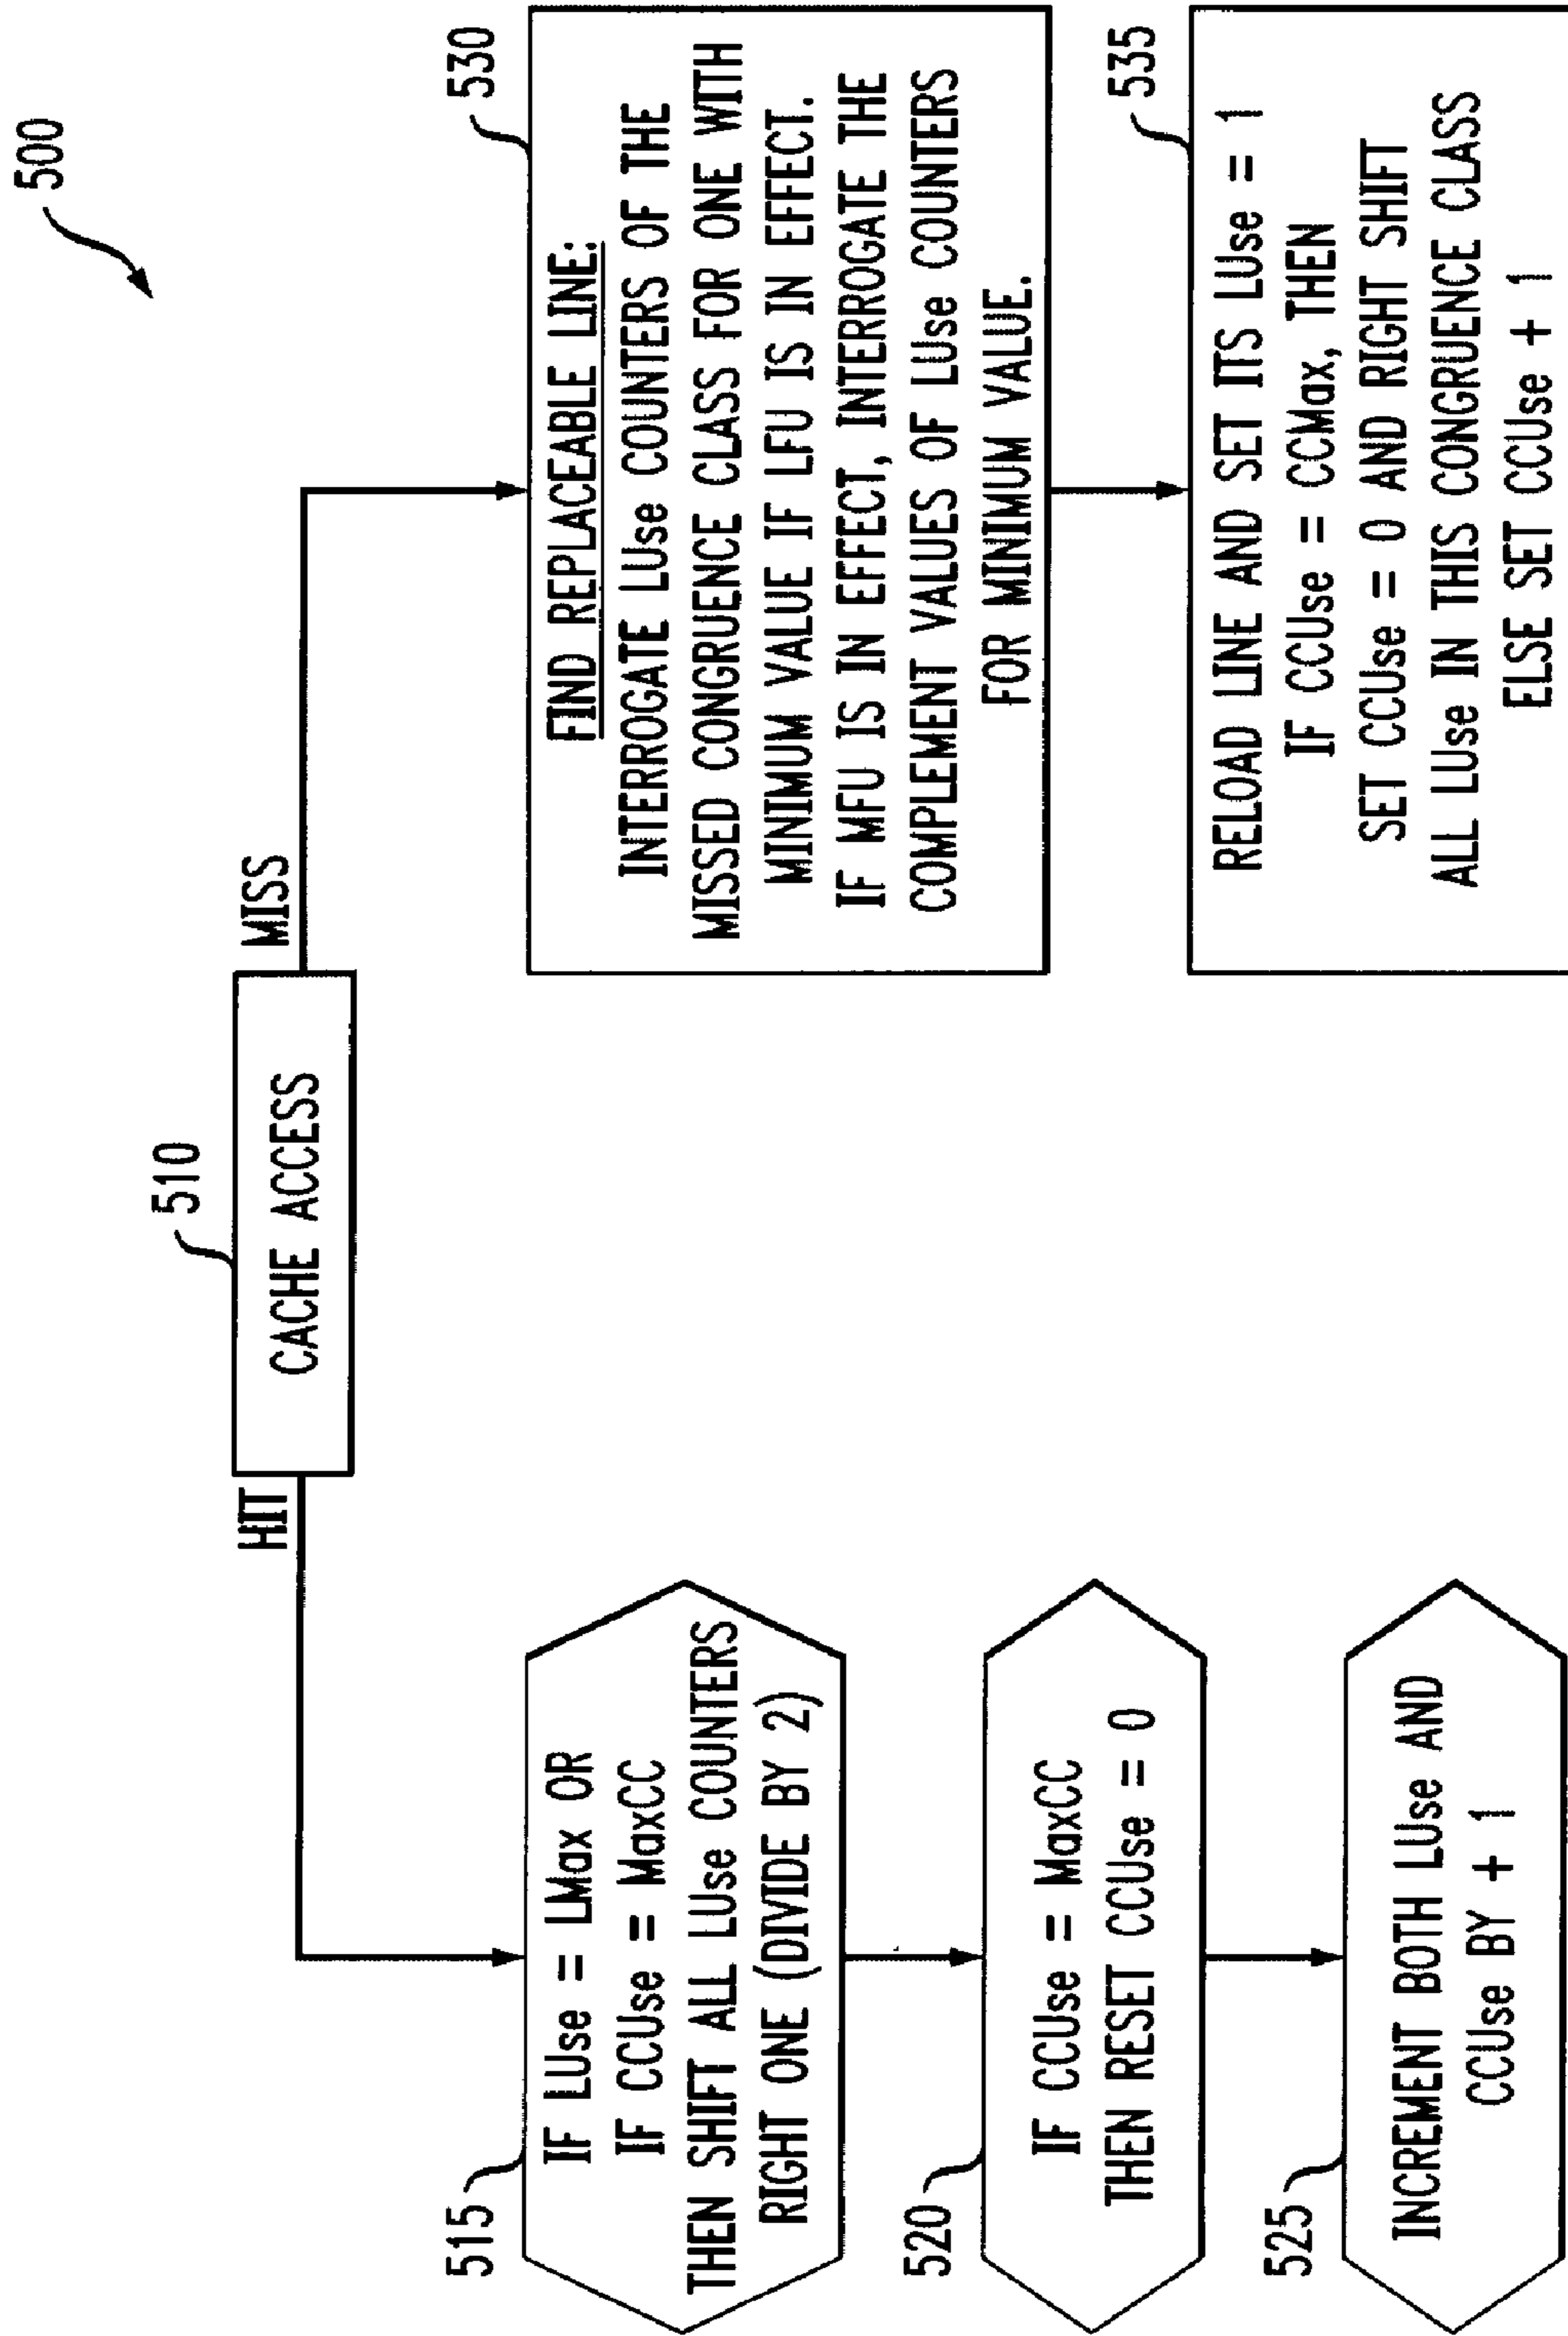 500
510
CACHE ACCESS
HIT
MISS
515
IF LUse = LMax OR
IF CCUse = MaxCC
THEN SHIFT ALL LUse COUNTERS
RIGHT ONE (DIVIDE BY 2)
520
IF CCUse = MaxCC
THEN RESET CCUse = 0
525
INCREMENT BOTH LUse AND
CCUse BY + 1
530
FIND REPLACEABLE LINE:
INTERROGATE LUse COUNTERS OF THE
MISSED CONGRUENCE CLASS FOR ONE WITH
MINIMUM VALUE IF LFU IS IN EFFECT.
IF MFU IS IN EFFECT, INTERROGATE THE
COMPLEMENT VALUES OF LUse COUNTERS
FOR MINIMUM VALUE.
535
RELOAD LINE AND SET ITS LUse = 1
IF CCUse = CCMax, THEN
SET CCUse = 0 AND RIGHT SHIFT
ALL LUse IN THIS CONGRUENCE CLASS
ELSE SET CCUse + 1